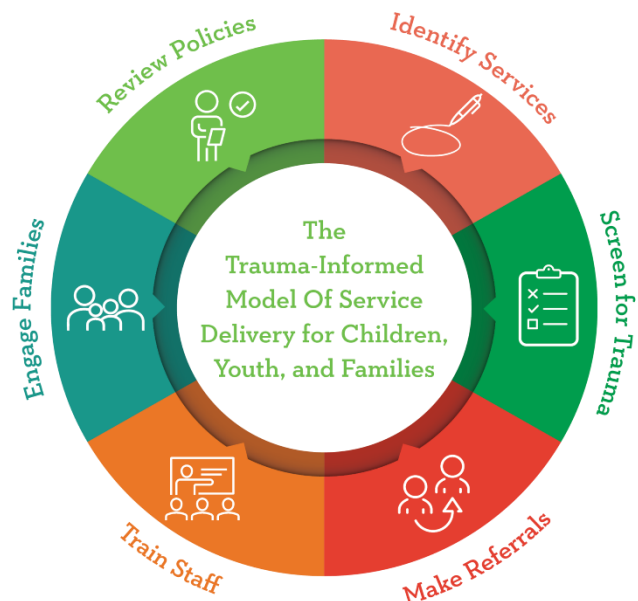 Review Policies
Identify Services
Engage Families
Screen for Trauma
The
Trauma-Informed
Model Of Service
Delivery for Children,
Youth, and Families
Train Staff
Make Referrals